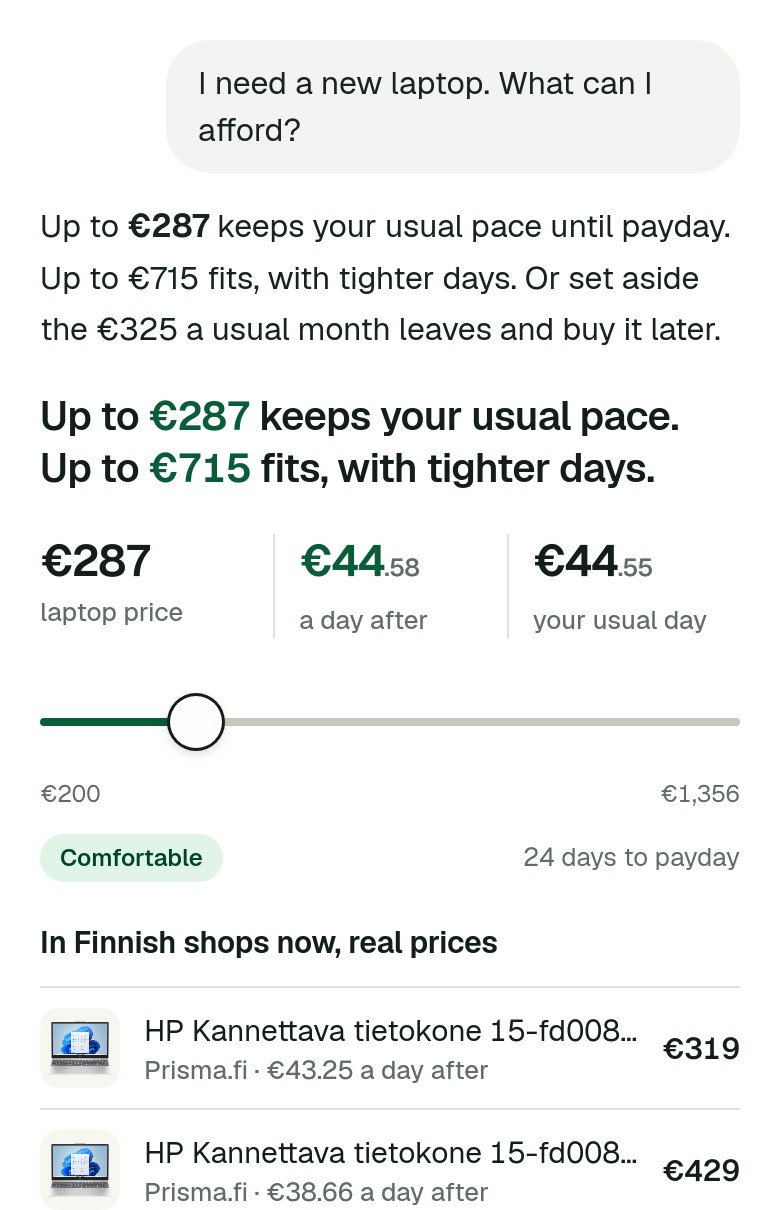 I need a new laptop. What can I
afford?
Up to €287 keeps your usual pace until payday.
Up to €715 fits, with tighter days. Or set aside
the €325 a usual month leaves and buy it later.
Up to €287 keeps your usual pace.
Up to €715 fits, with tighter days.
€287
laptop price
€44.58
a day after
€44.55
your usual day
€200
€1,356
Comfortable
24 days to payday
In Finnish shops now, real prices
HP Kannettava tietokone 15-fd008…
€319
Prisma.fi · €43.25 a day after
HP Kannettava tietokone 15-fd008…
€429
Prisma.fi · €38.66 a day after